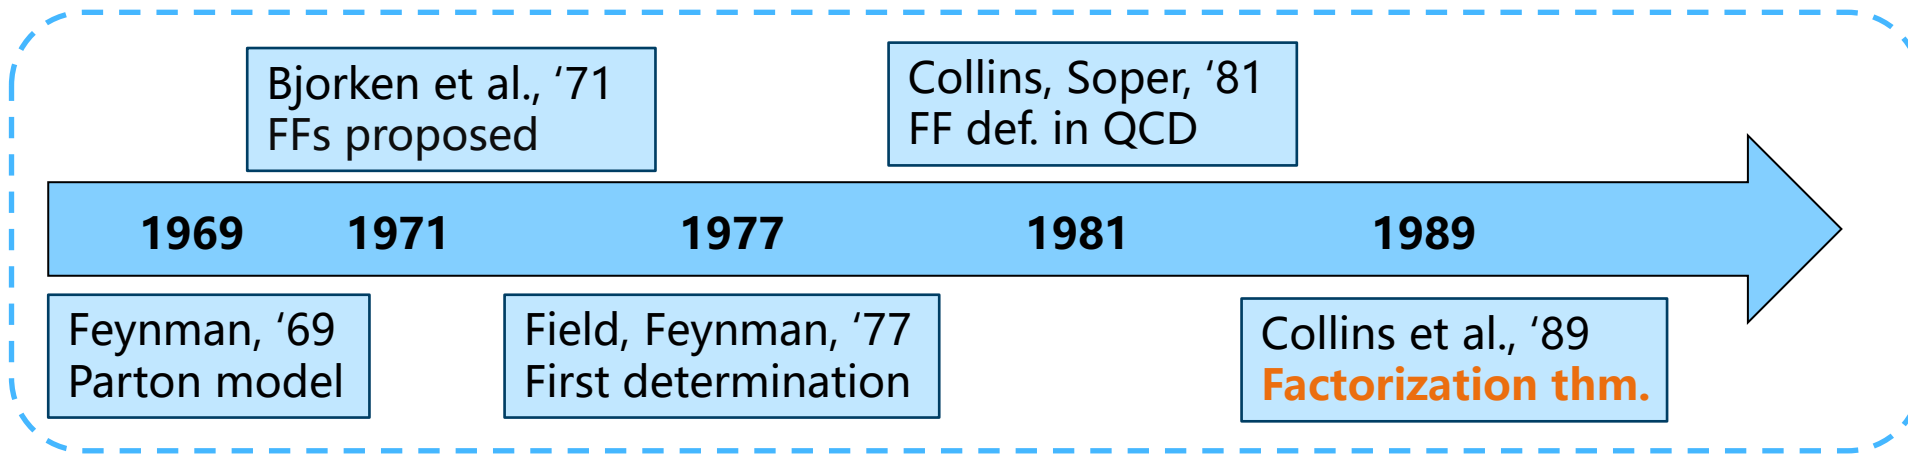 Bjorken et al., ‘71
FFs proposed
Collins, Soper, ‘81
FF def. in QCD
1969 1971 1977 1981 1989
Feynman, ‘69
Parton model
Field, Feynman, ‘77
First determination
Collins et al., ‘89
Factorization thm.